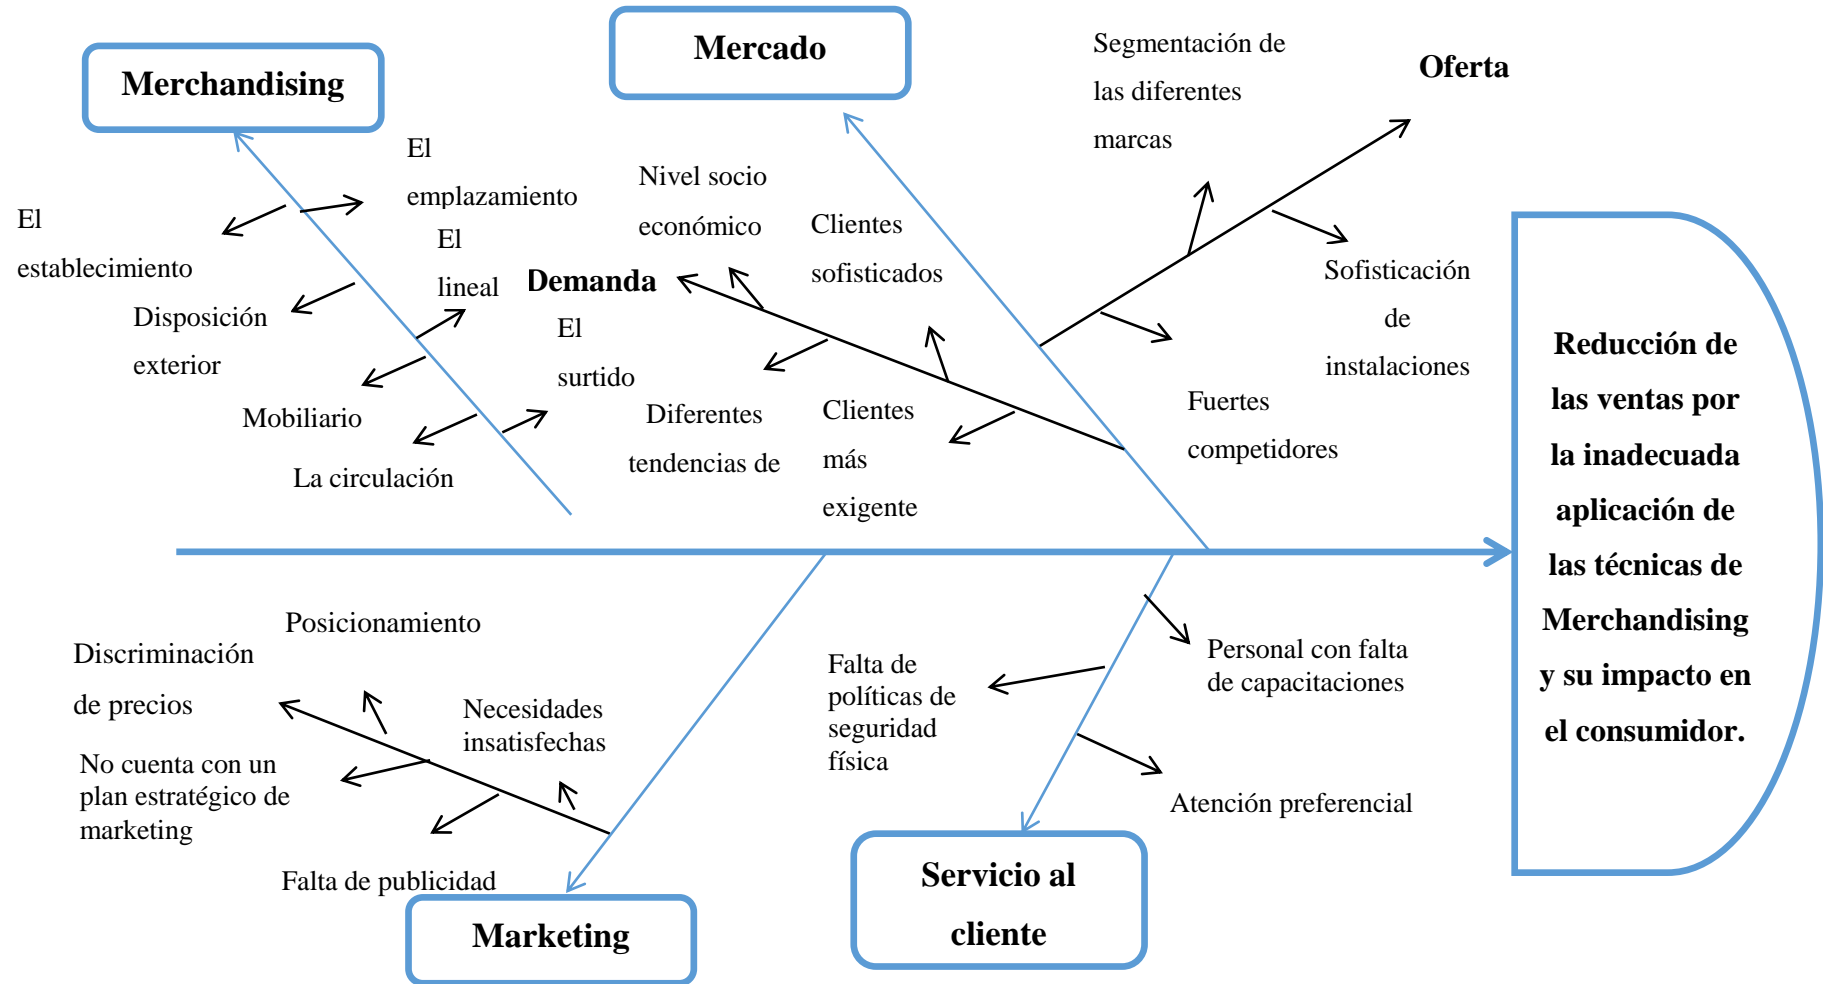 Merchandising
Mercado
Segmentación de
las diferentes
marcas
Oferta
El
emplazamiento
El
establecimiento
Nivel socio
económico
Clientes
sofisticados
El
lineal
Demanda
Disposición
exterior
El
surtido
Sofisticación
de
instalaciones
Mobiliario
La circulación
Diferentes
tendencias de
Clientes
más
exigente
Fuertes
competidores
Reducción de
las ventas por
la inadecuada
aplicación de
las técnicas de
Merchandising
y su impacto en
el consumidor.
Posicionamiento
Discriminación
de precios
Necesidades
insatisfechas
No cuenta con un
plan estratégico de
marketing
Falta de publicidad
Marketing
Falta de
políticas de
seguridad
física
Personal con falta
de capacitaciones
Atención preferencial
Servicio al
cliente